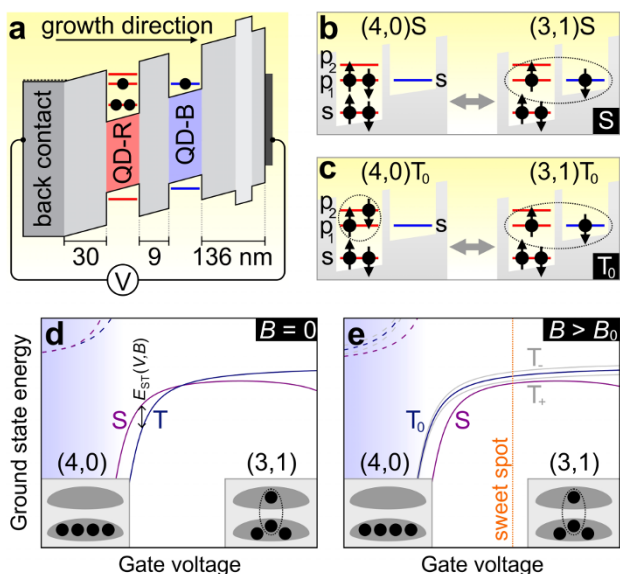 a
growth direction
back contact
QD-R
QD-B
30
9
136 nm
V
b
(4,0)S
(3,1)S
p₂
p₁
s
s
S
c
(4,0)T₀
(3,1)T₀
p₂
p₁
s
s
T₀
Ground state energy
d
B = 0
E_ST(V,B)
S
T
(4,0)
(3,1)
Gate voltage
e
B > B₀
T₋
T₊
T₀
S
(4,0)
sweet spot
(3,1)
Gate voltage